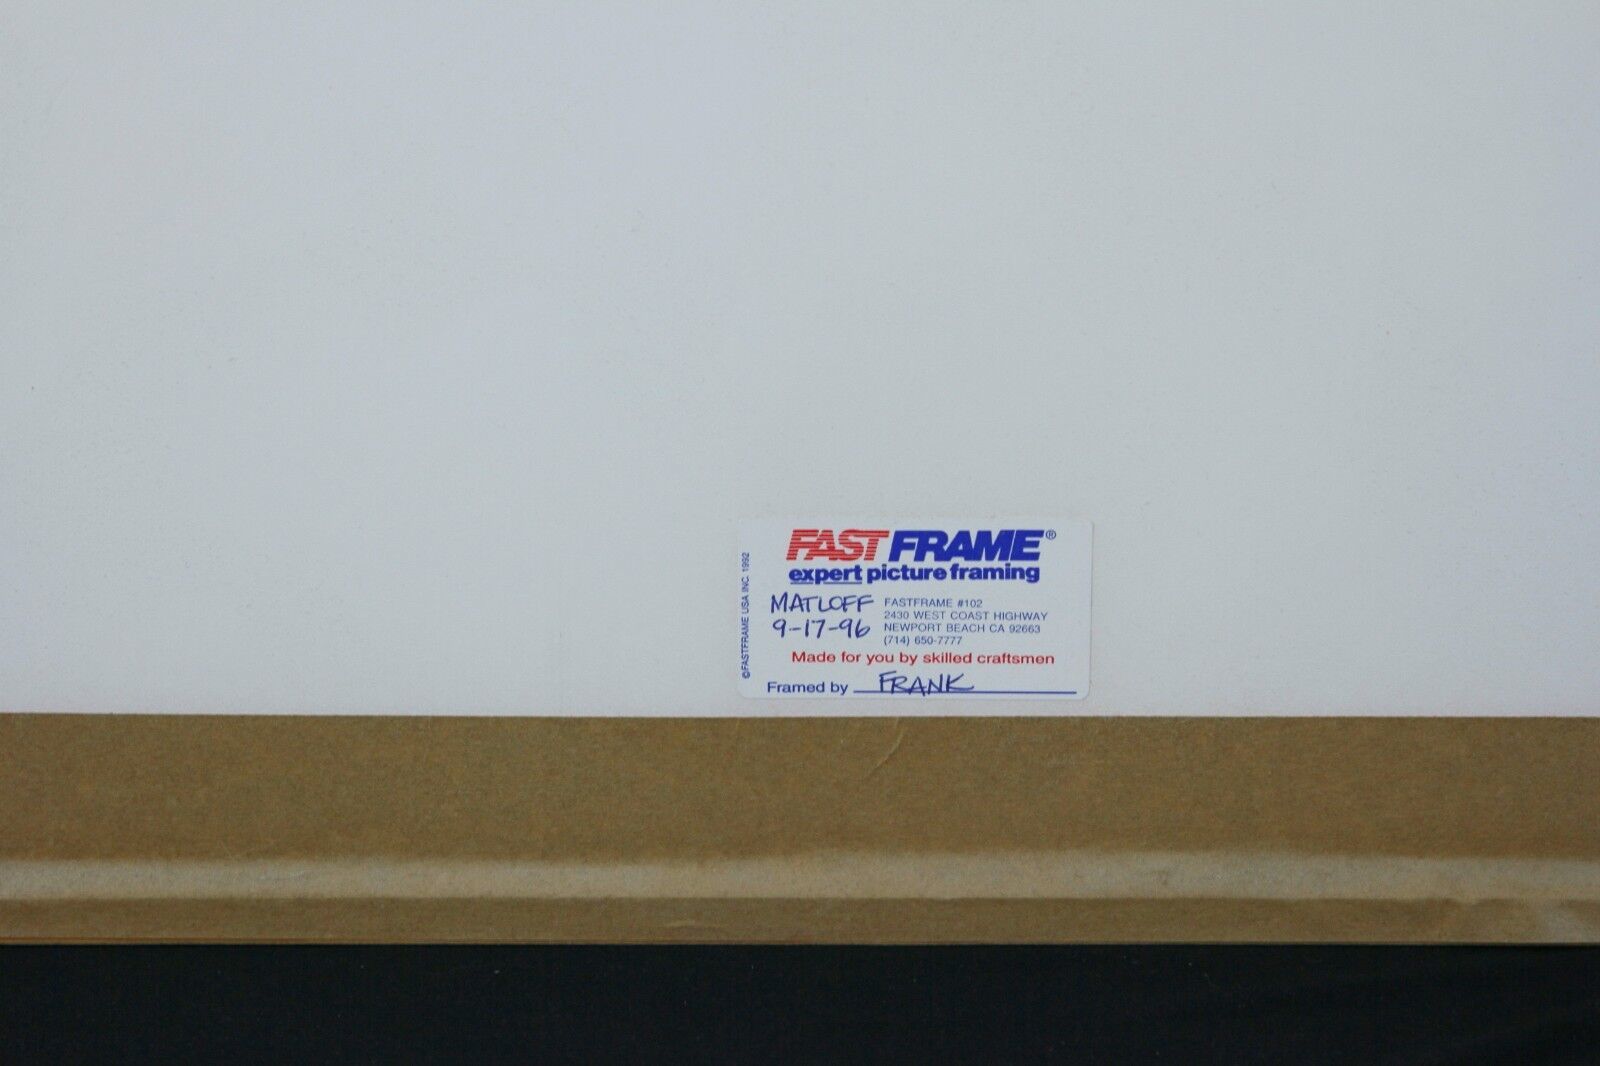 FASTFRAME®
expert picture framing
MATLOFF
9-17-96
FASTFRAME #102
2430 WEST COAST HIGHWAY
NEWPORT BEACH CA 92663
(714) 650-7777
Made for you by skilled craftsmen
Framed by FRANK
©FASTFRAME USA INC. 1992